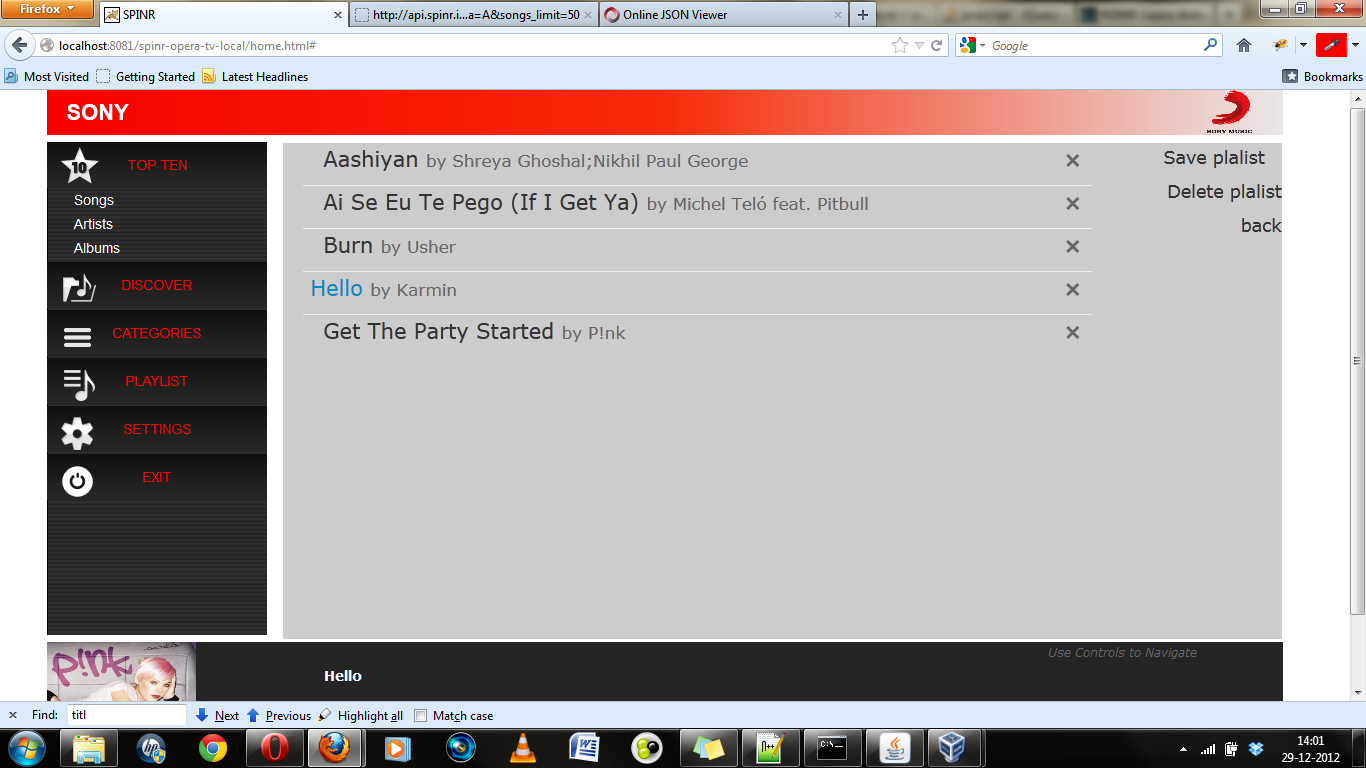 Firefox
SPINR
http://api.spinr.i...a=A&songs_limit=50
Online JSON Viewer
localhost:8081/spinr-opera-tv-local/home.html#
Google
Most Visited
Getting Started
Latest Headlines
Bookmarks
SONY
SONY MUSIC
10
TOP TEN
Songs
Artists
Albums
DISCOVER
CATEGORIES
PLAYLIST
SETTINGS
EXIT
Aashiyan by Shreya Ghoshal;Nikhil Paul George
Ai Se Eu Te Pego (If I Get Ya) by Michel Teló feat. Pitbull
Burn by Usher
Hello by Karmin
Get The Party Started by P!nk
Save plalist
Delete plalist
back
P!nk
Hello
Use Controls to Navigate
Find:
titl
Next
Previous
Highlight all
Match case
14:01
29-12-2012